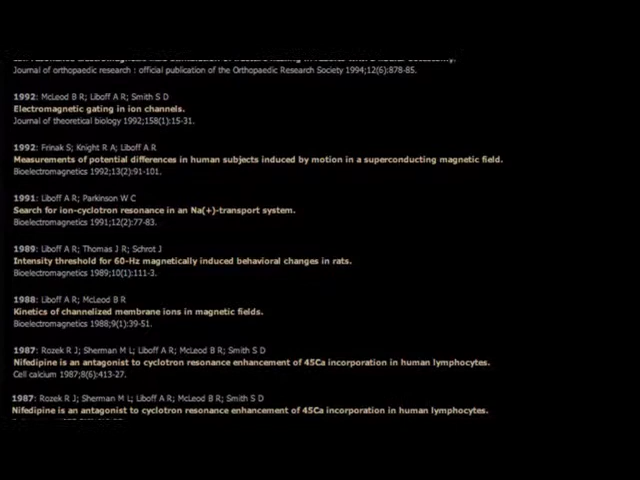 Journal of orthopaedic research : official publication of the Orthopaedic Research Society 1994;12(6):878-85.
1992: McLeod B R; Liboff A R; Smith S D
Electromagnetic gating in ion channels.
Journal of theoretical biology 1992;158(1):15-31.
1992: Frinak S; Knight R A; Liboff A R
Measurements of potential differences in human subjects induced by motion in a superconducting magnetic field.
Bioelectromagnetics 1992;13(2):91-101.
1991: Liboff A R; Parkinson W C
Search for ion-cyclotron resonance in an Na(+)-transport system.
Bioelectromagnetics 1991;12(2):77-83.
1989: Liboff A R; Thomas J R; Schrot J
Intensity threshold for 60-Hz magnetically induced behavioral changes in rats.
Bioelectromagnetics 1989;10(1):111-3.
1988: Liboff A R; McLeod B R
Kinetics of channelized membrane ions in magnetic fields.
Bioelectromagnetics 1988;9(1):39-51.
1987: Rozek R J; Sherman M L; Liboff A R; McLeod B R; Smith S D
Nifedipine is an antagonist to cyclotron resonance enhancement of 45Ca incorporation in human lymphocytes.
Cell calcium 1987;8(6):413-27.
1987: Rozek R J; Sherman M L; Liboff A R; McLeod B R; Smith S D
Nifedipine is an antagonist to cyclotron resonance enhancement of 45Ca incorporation in human lymphocytes.